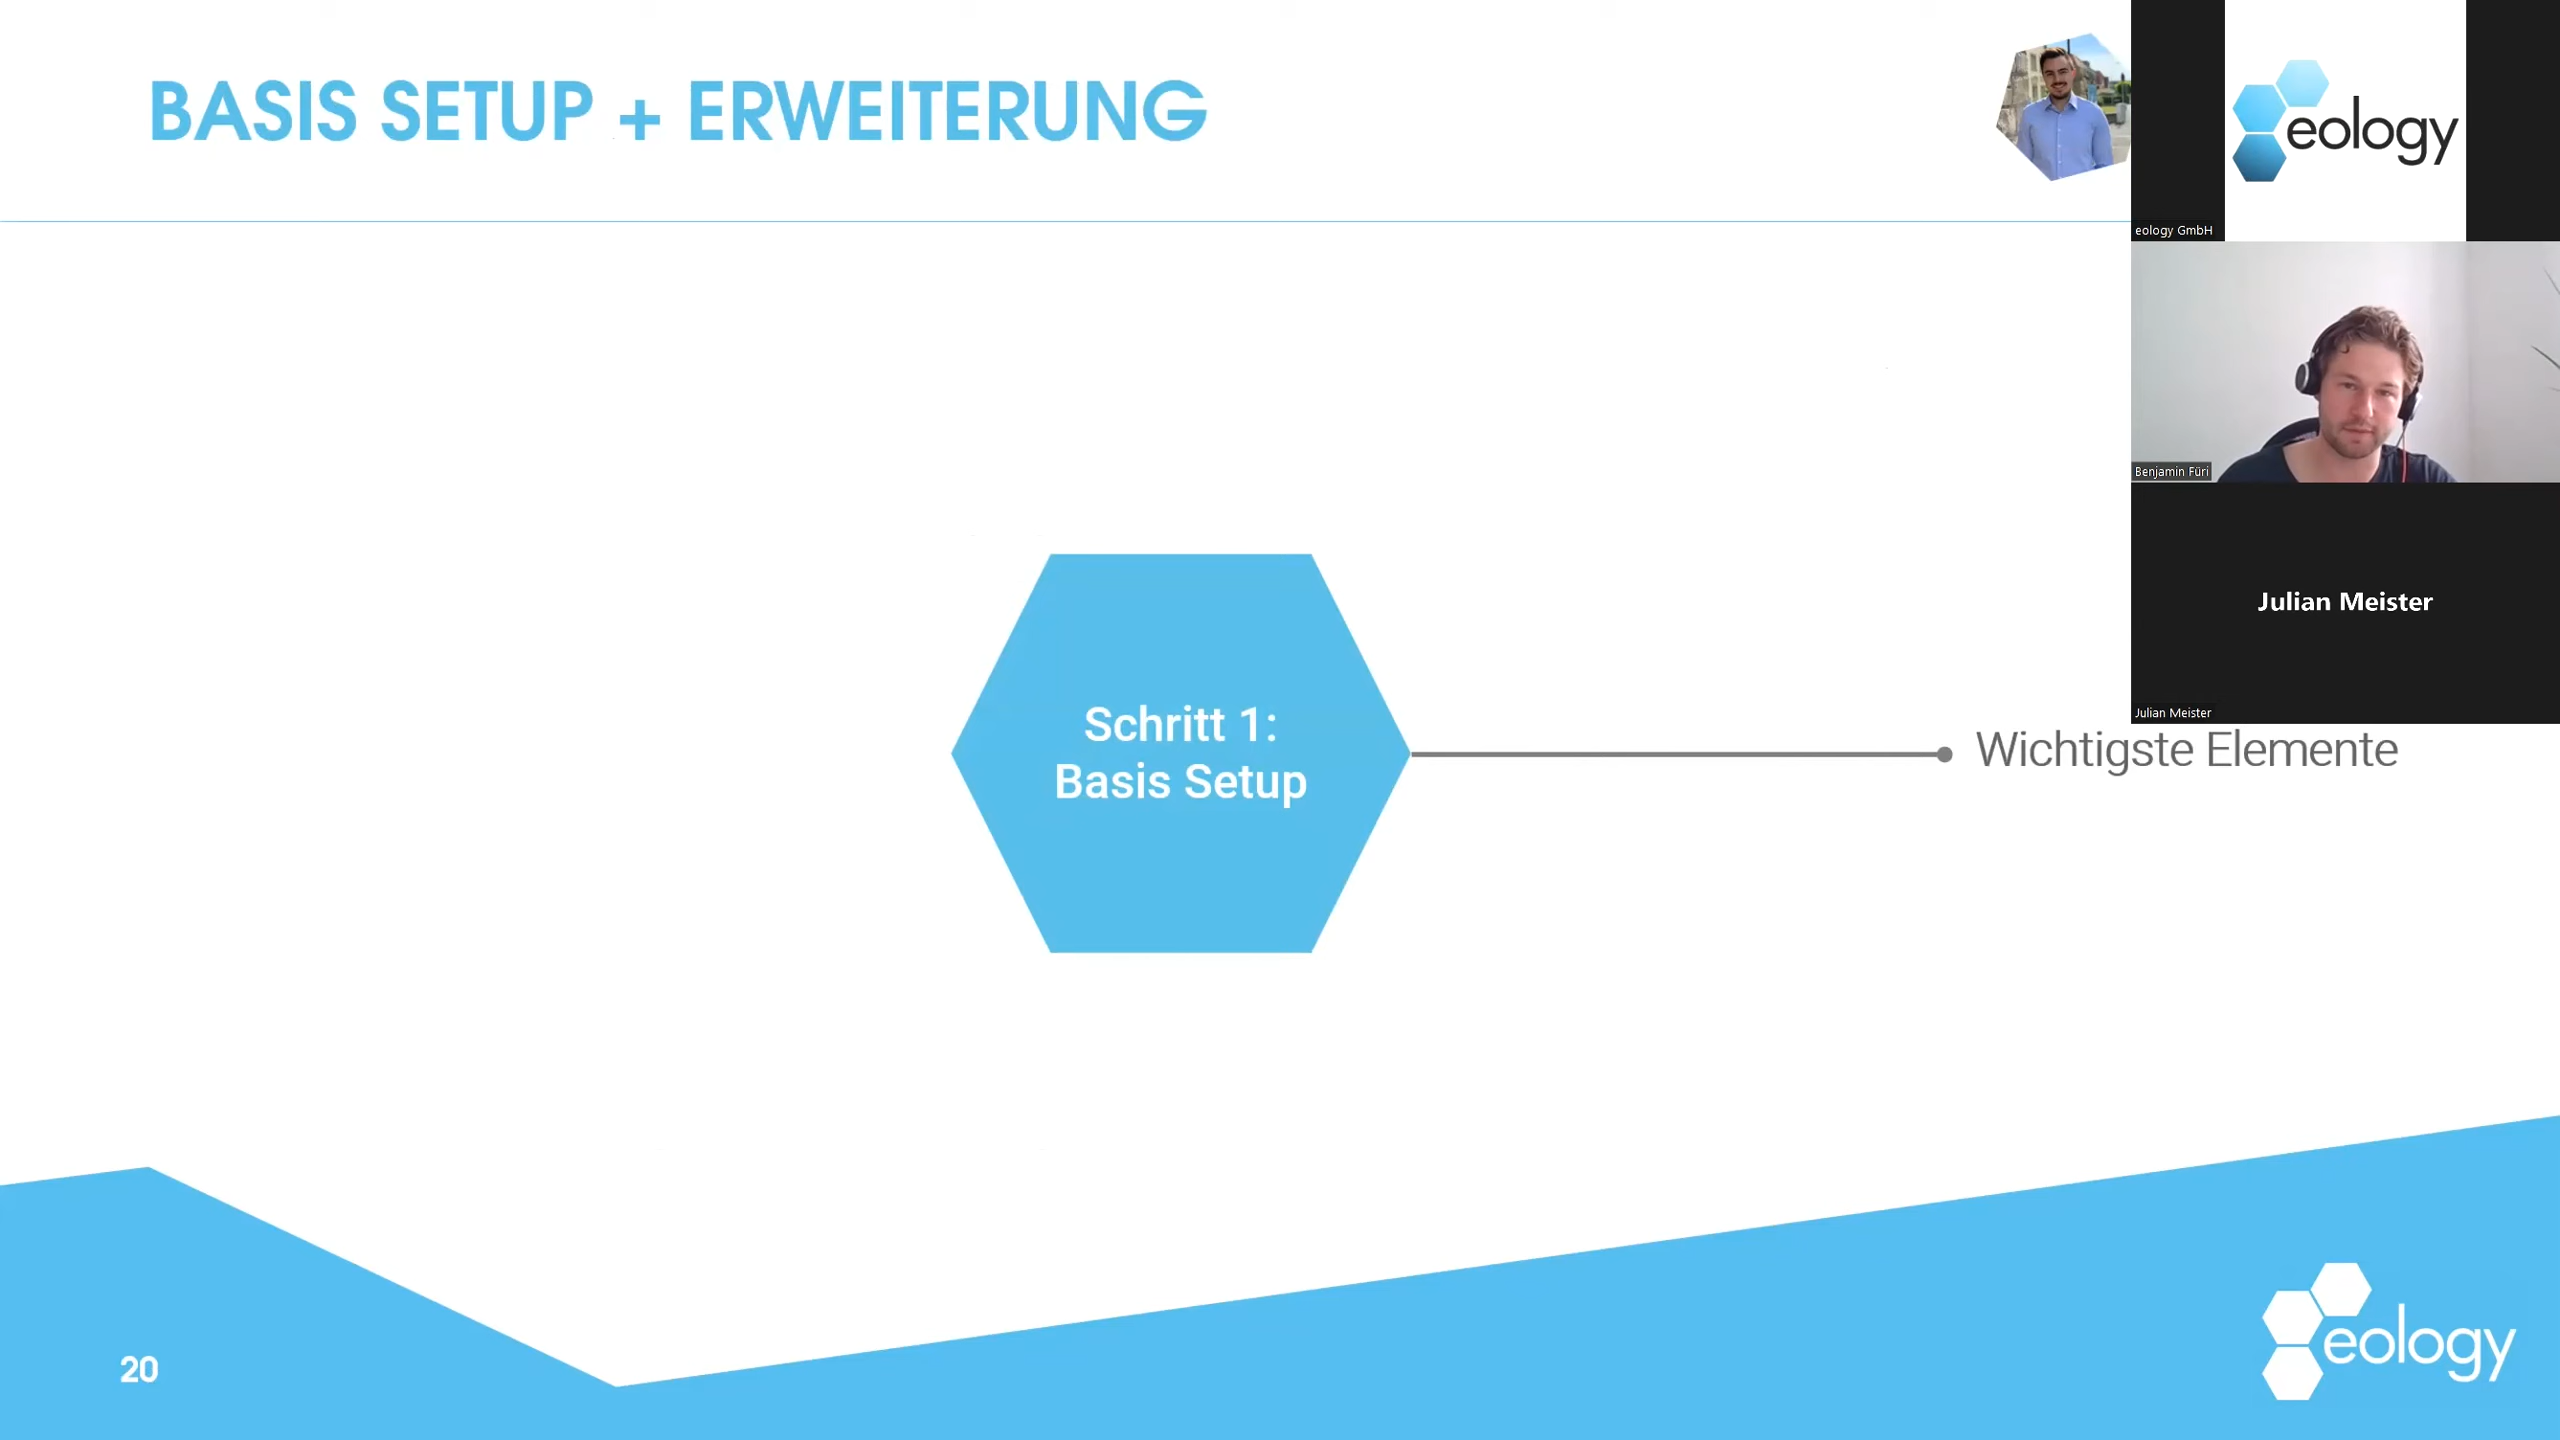 BASIS SETUP + ERWEITERUNG
eology
eology GmbH
Benjamin Füri
Julian Meister
Julian Meister
Schritt 1:
Basis Setup
Wichtigste Elemente
20
eology